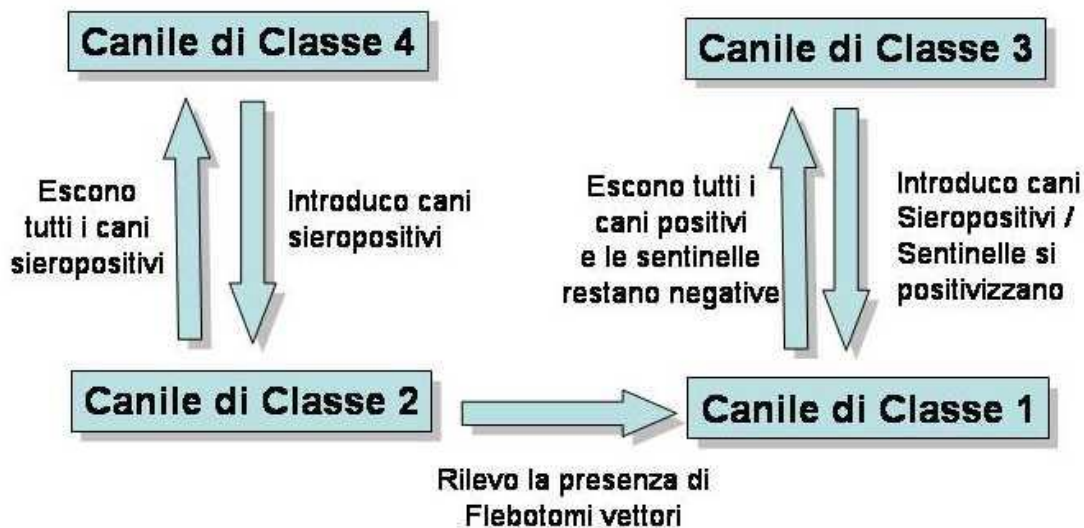 Canile di Classe 4
Canile di Classe 3
Escono
tutti i cani
sieropositivi
Introduco cani
sieropositivi
Escono tutti i
cani positivi
e le sentinelle
restano negative
Introduco cani
Sieropositivi /
Sentinelle si
positivizzano
Canile di Classe 2
Canile di Classe 1
Rilevo la presenza di
Flebotomi vettori